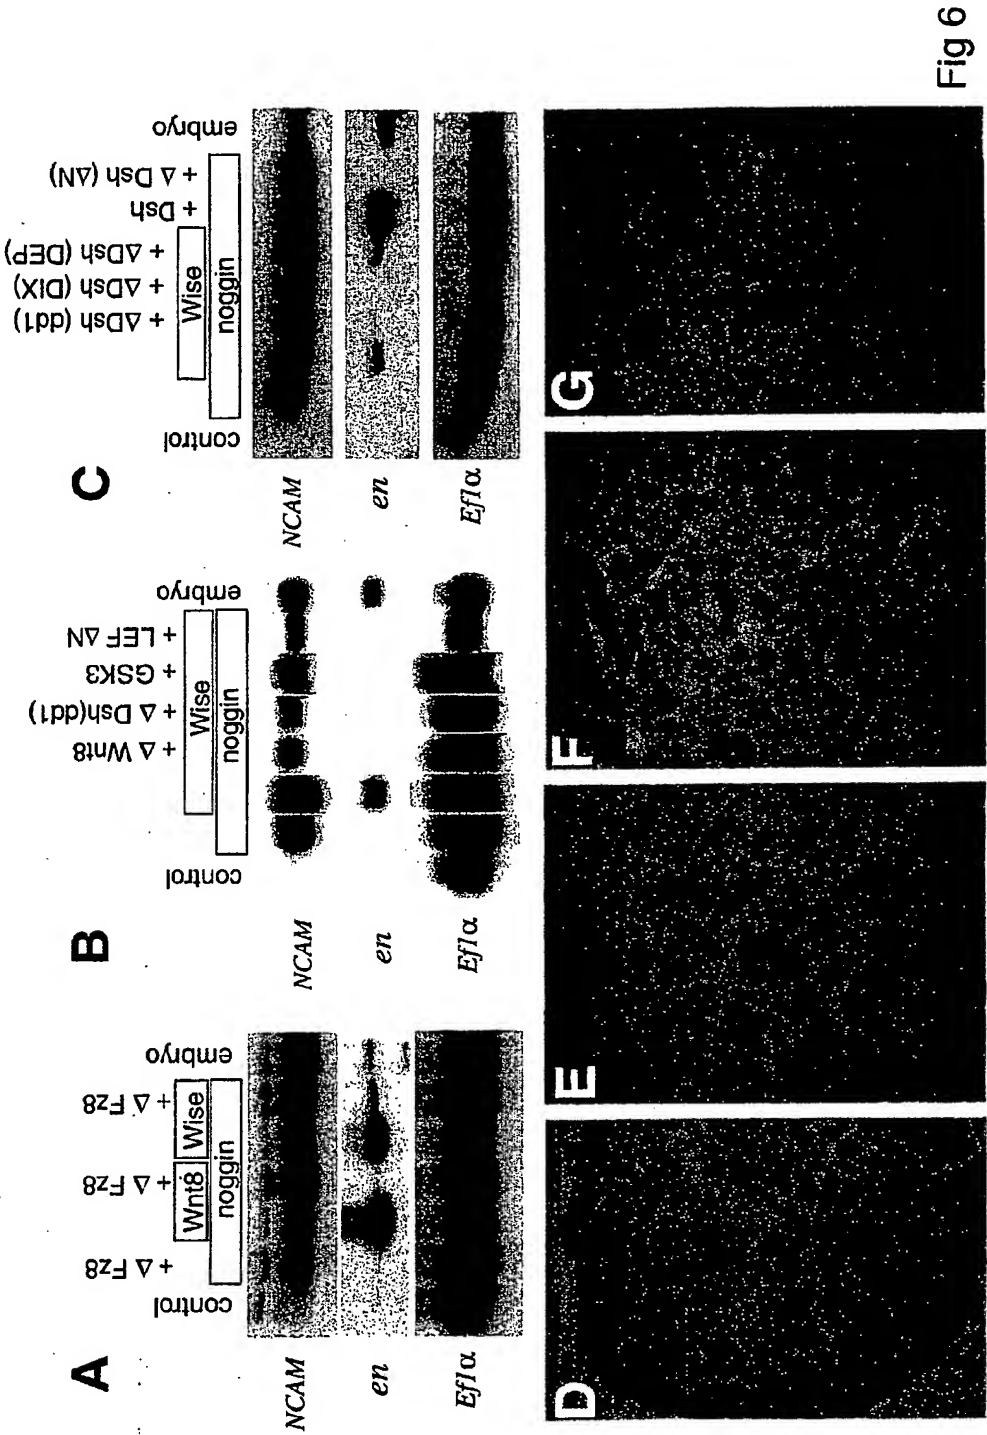 A
control
+ Δ Fz8
+ Δ Fz8
+ Δ Fz8
embryo
Wnt8
Wise
noggin
NCAM
en
Ef1α
B
control
+ Δ Wnt8
+ Δ Dsh(dd1)
+ GSK3
+ LEF ΔN
embryo
Wise
noggin
NCAM
en
Ef1α
C
control
+ ΔDsh (dd1)
+ ΔDsh (DIX)
+ ΔDsh (DEP)
+ Dsh
+ Δ Dsh (ΔN)
embryo
Wise
noggin
NCAM
en
Ef1α
D
E
F
G
Fig 6